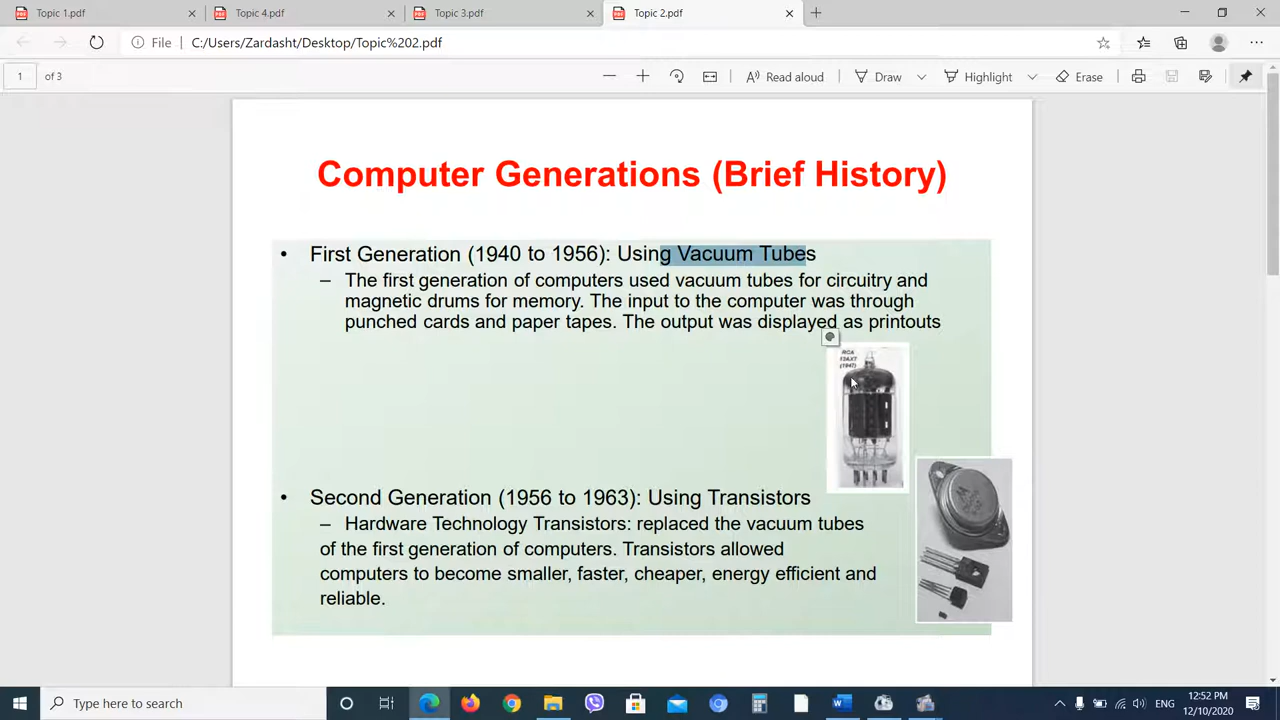 Topic 1.pdf
Topic 4.pdf
Topic 3.pdf
Topic 2.pdf
File C:/Users/Zardasht/Desktop/Topic%202.pdf
1 of 3
Read aloud
Draw
Highlight
Erase
Computer Generations (Brief History)
• First Generation (1940 to 1956): Using Vacuum Tubes
– The first generation of computers used vacuum tubes for circuitry and
magnetic drums for memory. The input to the computer was through
punched cards and paper tapes. The output was displayed as printouts
RCA
13AX7
(1947)
• Second Generation (1956 to 1963): Using Transistors
– Hardware Technology Transistors: replaced the vacuum tubes
of the first generation of computers. Transistors allowed
computers to become smaller, faster, cheaper, energy efficient and
reliable.
Type here to search
ENG
12:52 PM
12/10/2020